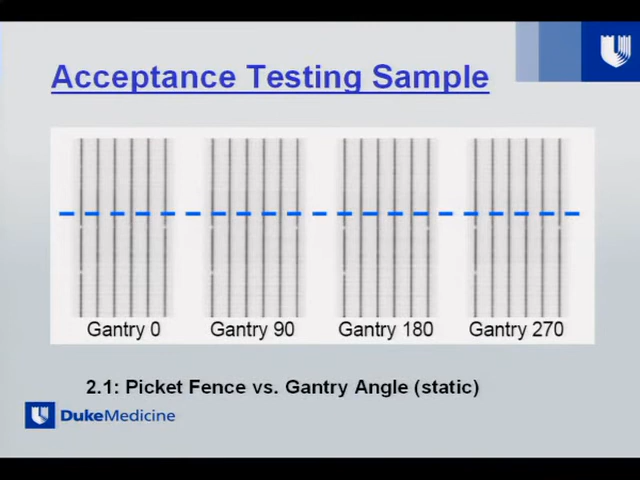 Acceptance Testing Sample
Gantry 0 Gantry 90 Gantry 180 Gantry 270
2.1: Picket Fence vs. Gantry Angle (static)
DukeMedicine